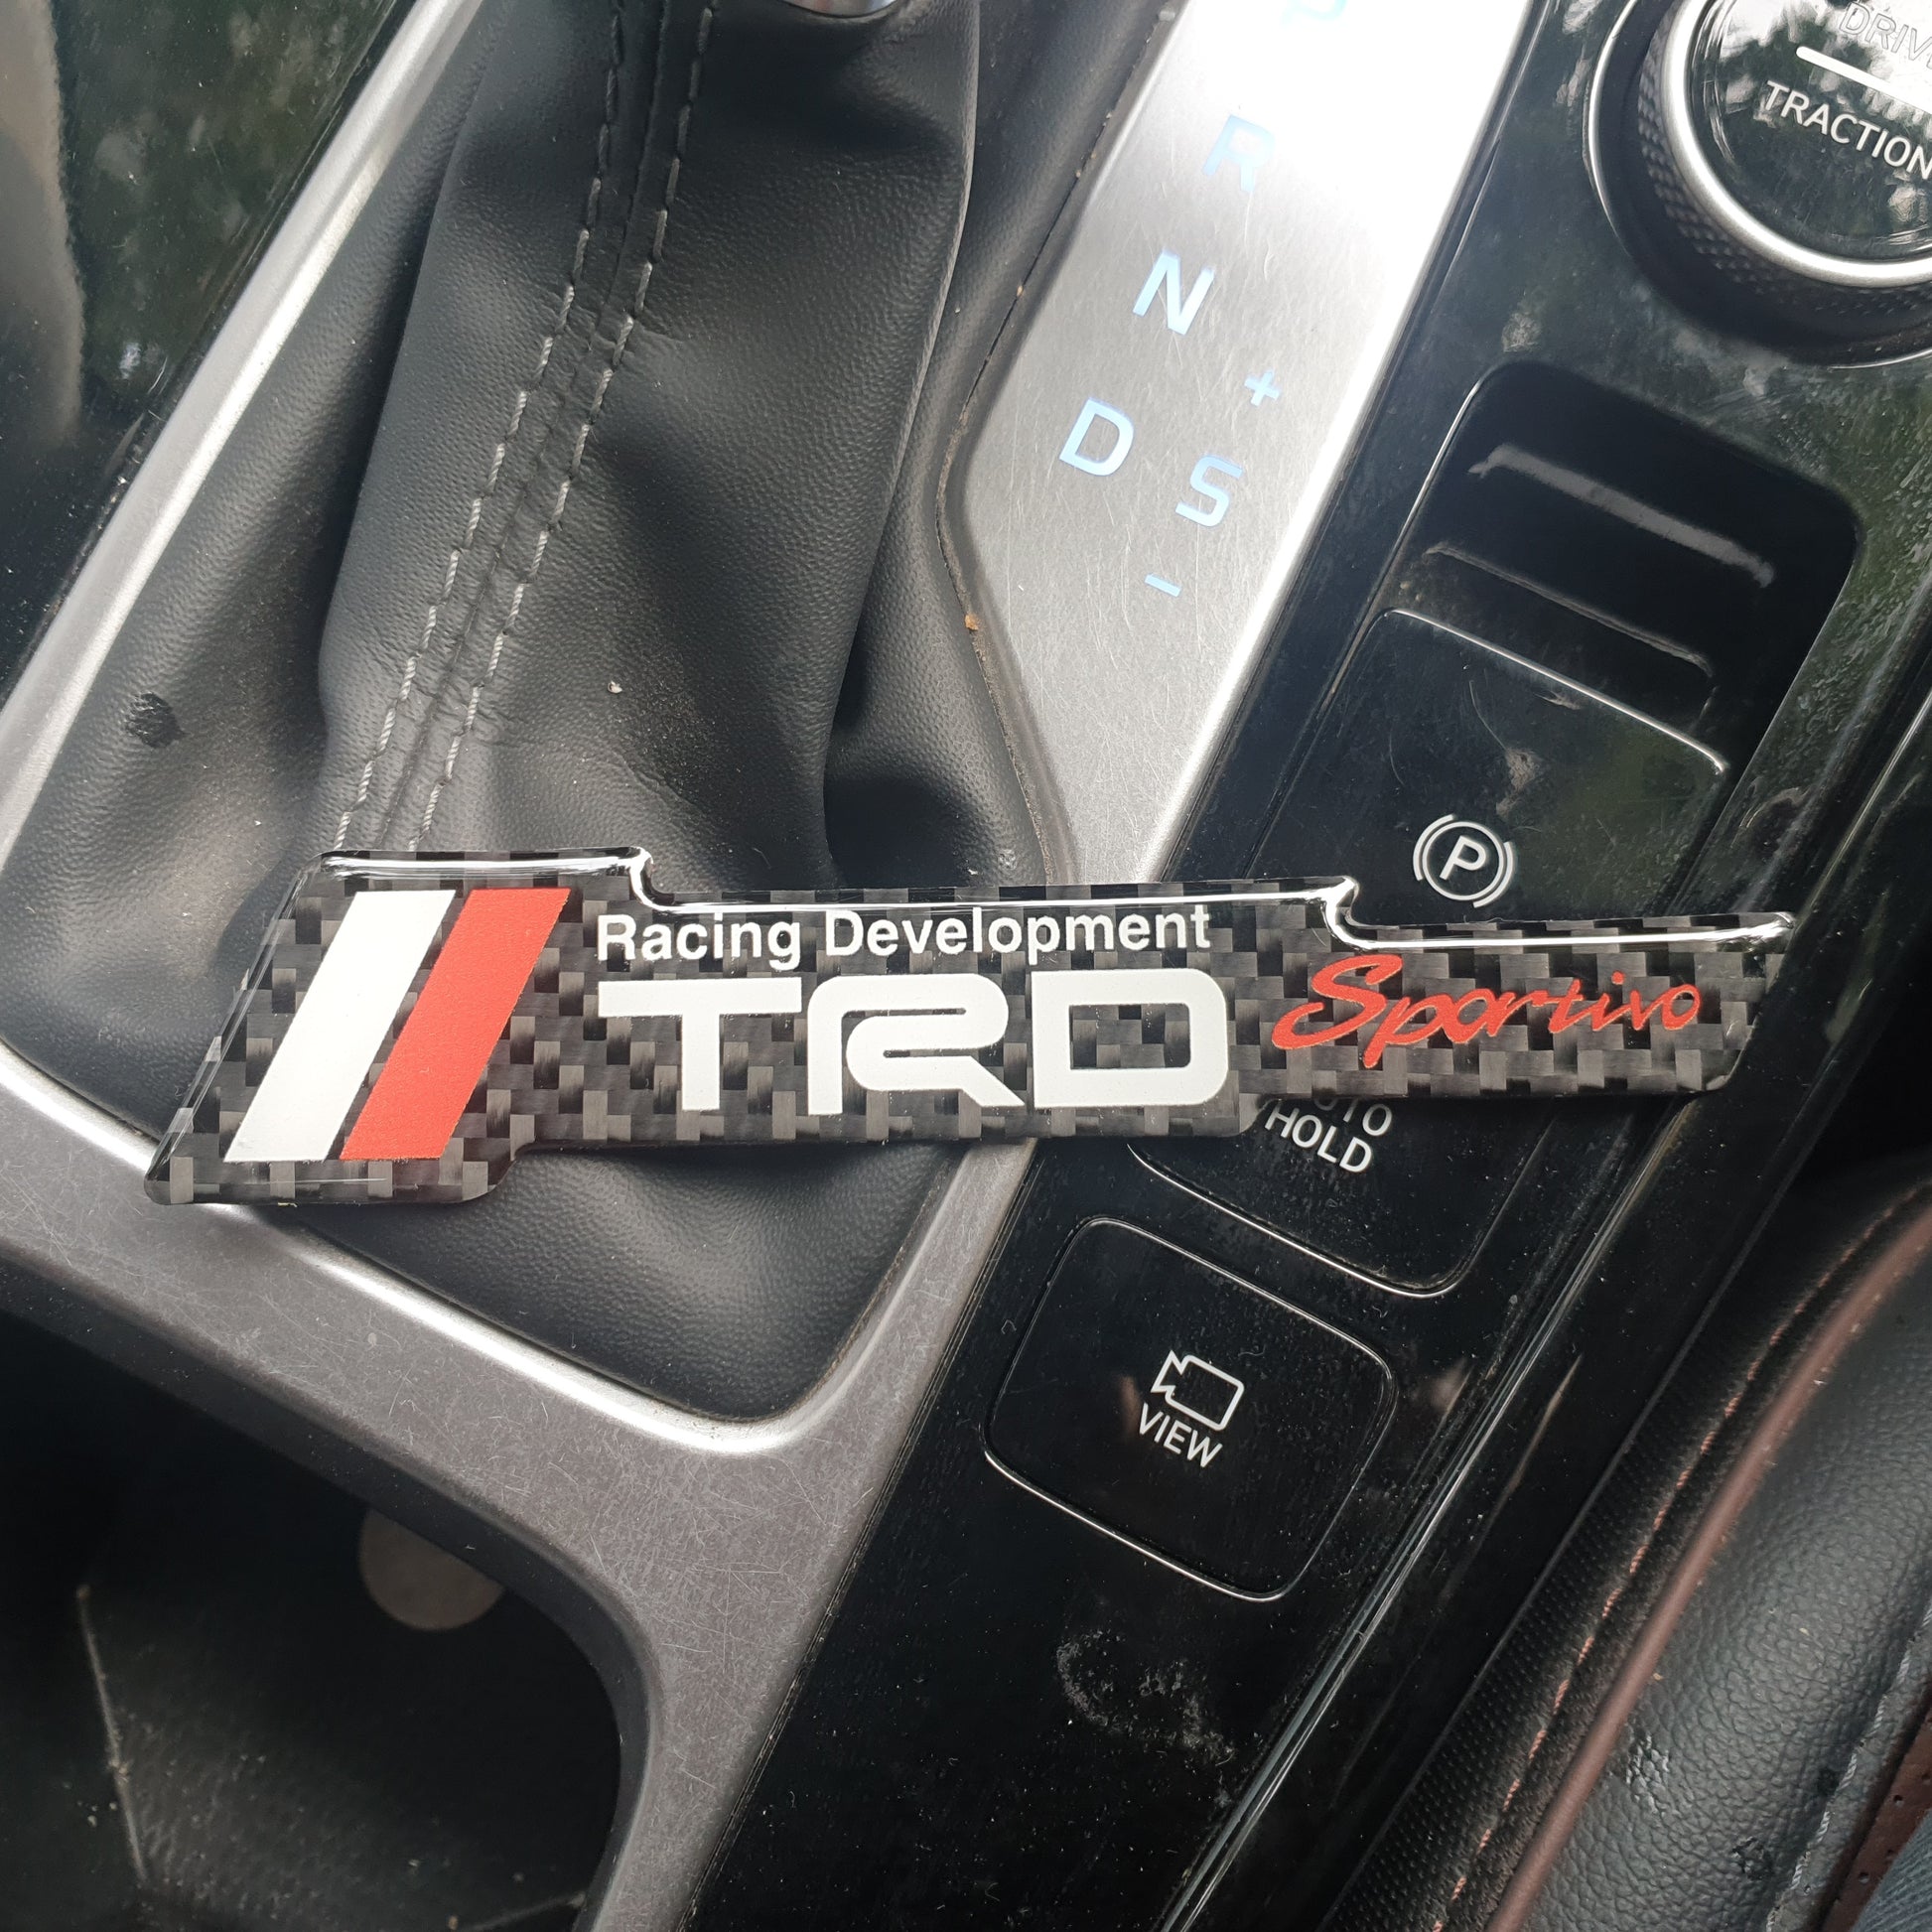 P
DRIVE
TRACTION
R
N
+
D
S
-
P
Racing Development
TRD Sportivo
HOLD
VIEW